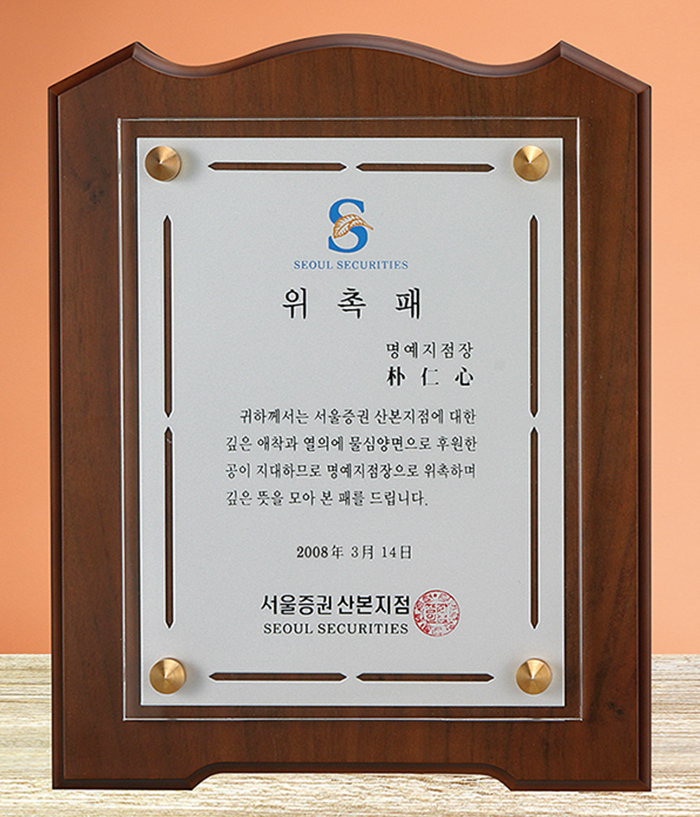 SEOUL SECURITIES
위촉패
명예지점장
朴仁心
귀하께서는 서울증권 산본지점에 대한
깊은 애착과 열의에 물심양면으로 후원한
공이 지대하므로 명예지점장으로 위촉하며
깊은 뜻을 모아 본 패를 드립니다.
2008年 3月 14日
서울증권 산본지점
SEOUL SECURITIES